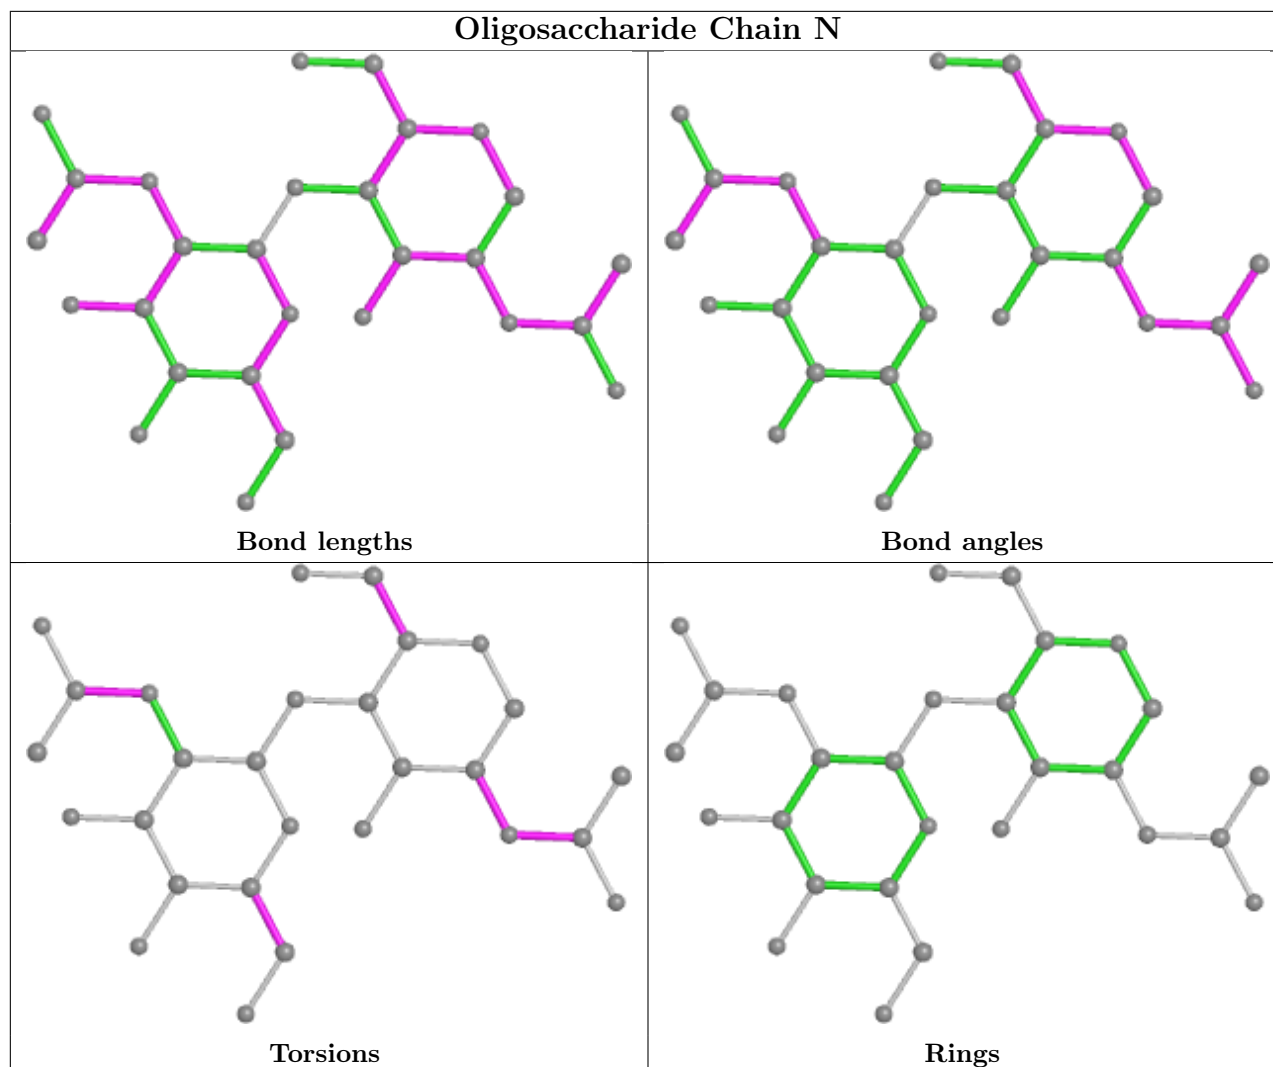 Oligosaccharide Chain N
Bond lengths
Bond angles
Torsions
Rings